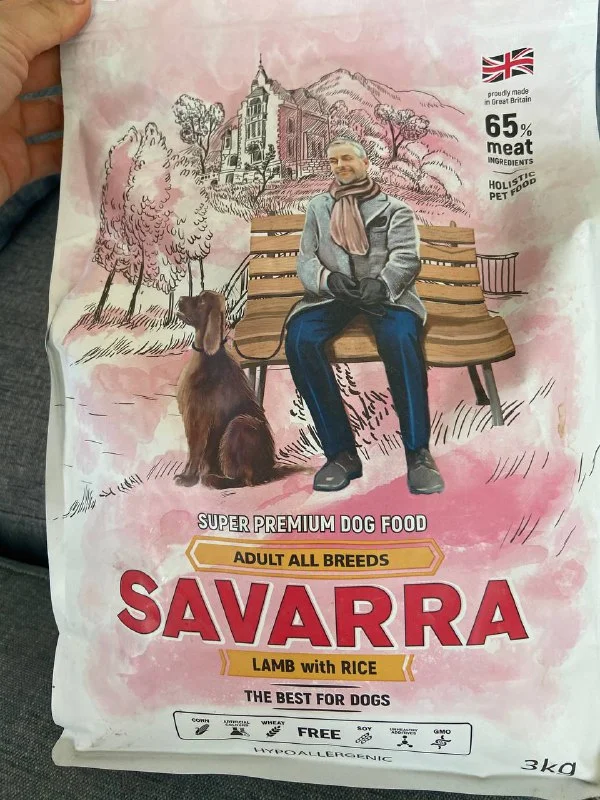 proudly made
in Great Britain
65%
meat
INGREDIENTS
HOLISTIC
PET FOOD
SUPER PREMIUM DOG FOOD
ADULT ALL BREEDS
SAVARRA
LAMB with RICE
THE BEST FOR DOGS
CORN
WHEAT
FREE
SOY
GMO
HYPOALLERGENIC
3kg